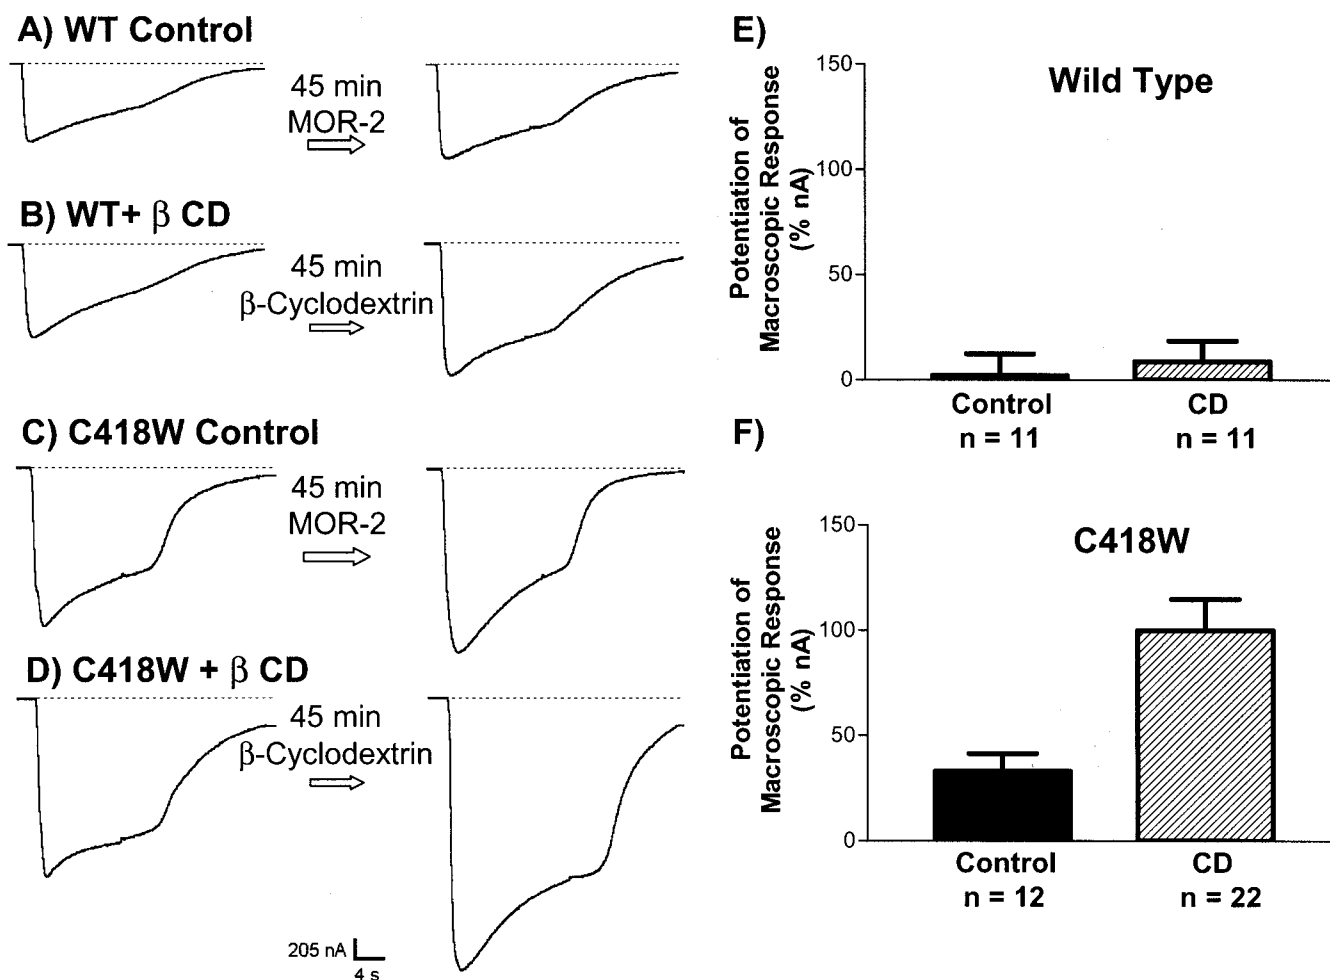 A) WT Control
45 min
MOR-2
B) WT+ β CD
45 min
β-Cyclodextrin
C) C418W Control
45 min
MOR-2
D) C418W + β CD
45 min
β-Cyclodextrin
205 nA
4 s
E)
Wild Type
Potentiation of
Macroscopic Response
(% nA)
150
100
50
0
Control
CD
n = 11
n = 11
F)
C418W
Potentiation of
Macroscopic Response
(% nA)
150
100
50
0
Control
CD
n = 12
n = 22